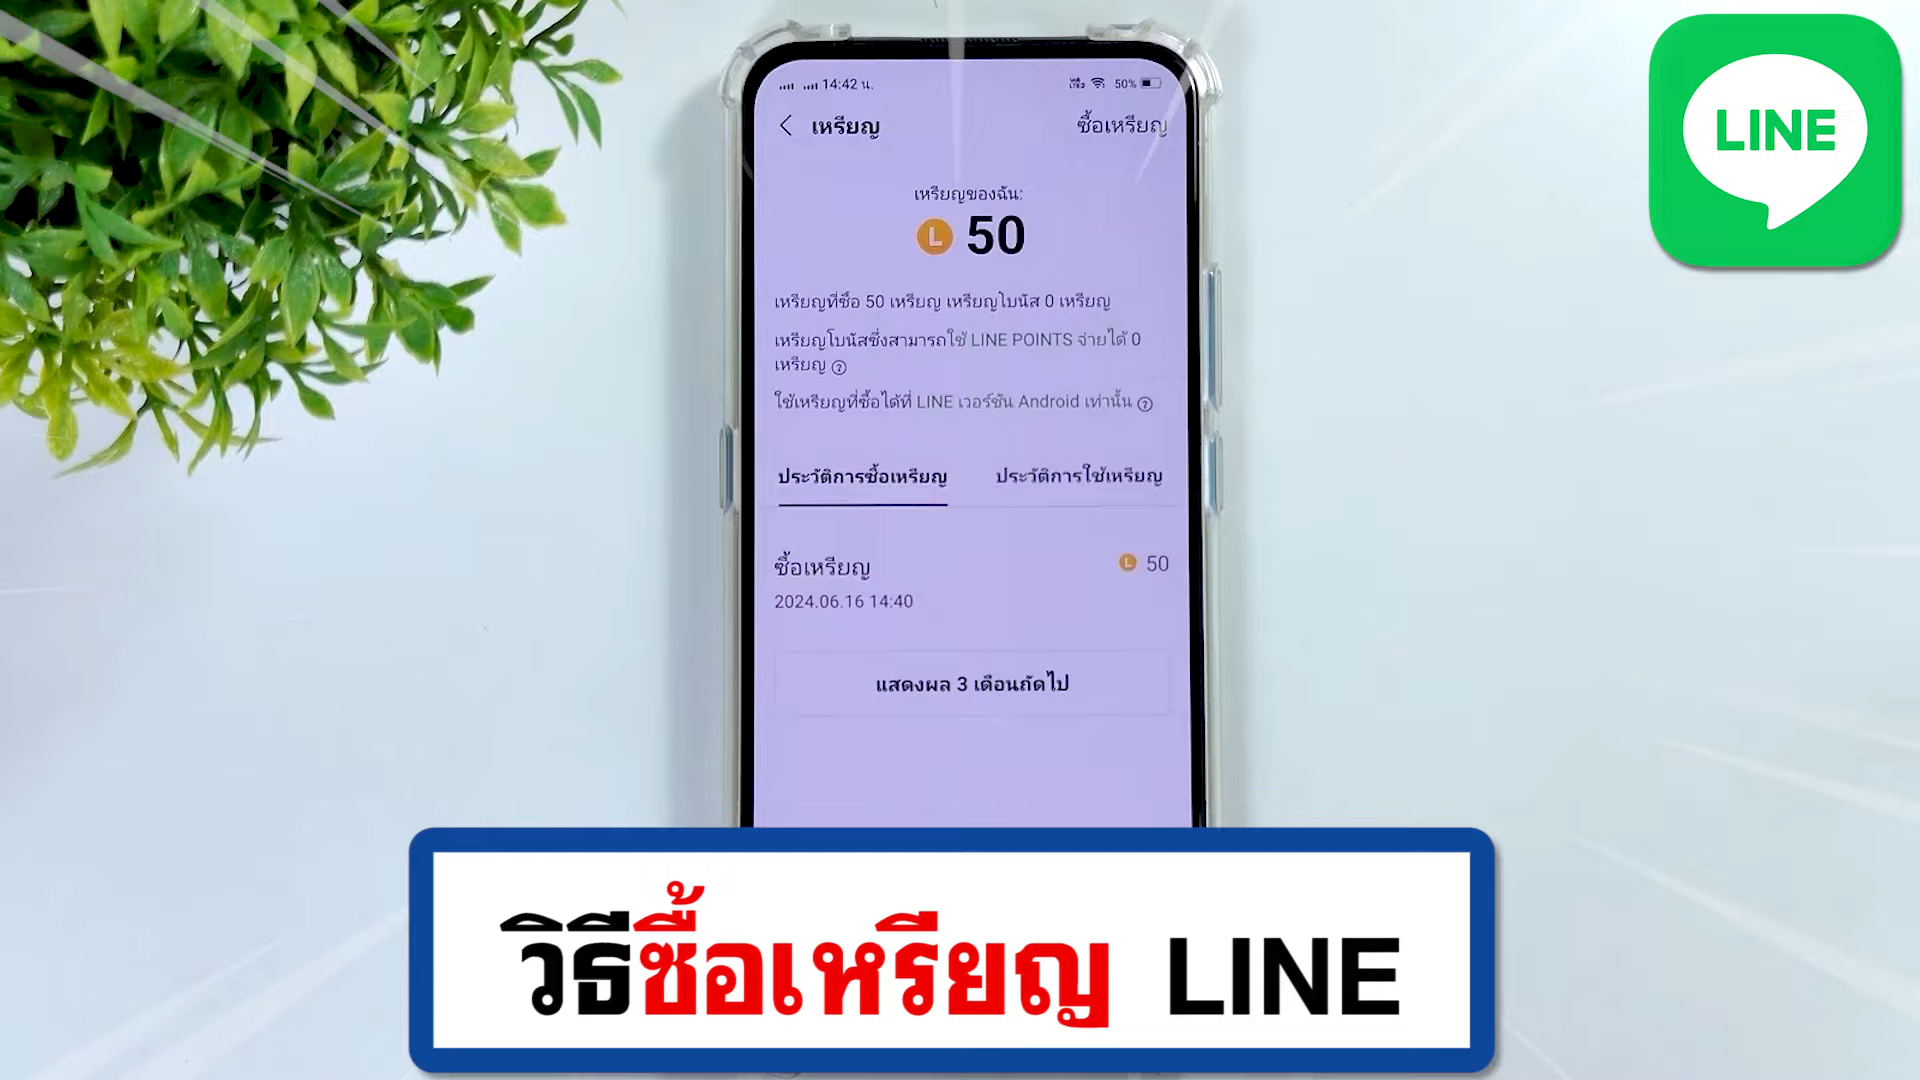 14:42 น.
50%
เหรียญ
ซื้อเหรียญ
LINE
เหรียญของฉัน:
L 50
เหรียญที่ซื้อ 50 เหรียญ เหรียญโบนัส 0 เหรียญ
เหรียญโบนัสซึ่งสามารถใช้ LINE POINTS จ่ายได้ 0
เหรียญ ?
ใช้เหรียญที่ซื้อได้ที่ LINE เวอร์ชัน Android เท่านั้น ?
ประวัติการซื้อเหรียญ
ประวัติการใช้เหรียญ
ซื้อเหรียญ
L 50
2024.06.16 14:40
แสดงผล 3 เดือนถัดไป
วิธีซื้อเหรียญ LINE